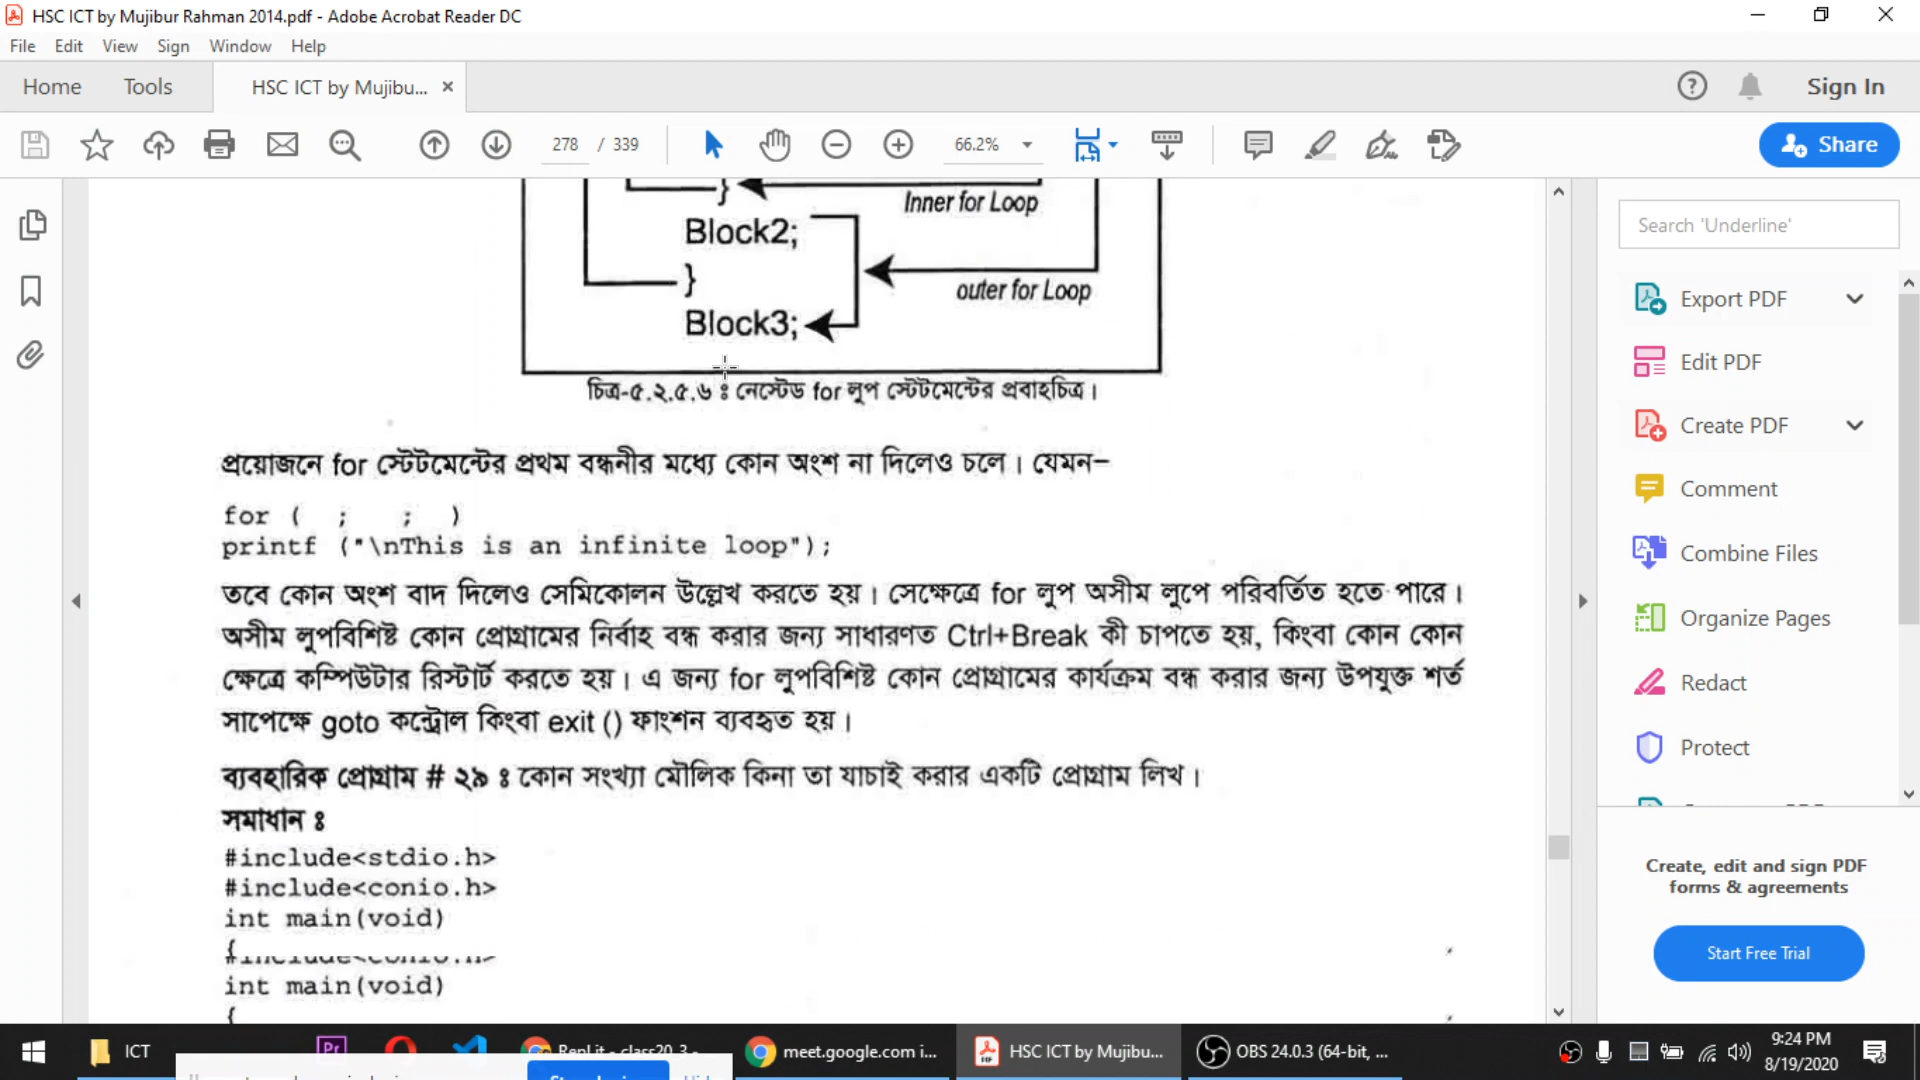 HSC ICT by Mujibur Rahman 2014.pdf - Adobe Acrobat Reader DC
File Edit View Sign Window Help
Home Tools HSC ICT by Mujibu... × Sign In
278 / 339 66.2% Share
}
Inner for Loop
Block2;
}
outer for Loop
Block3;
চিত্র-৫.২.৫.৬ ঃ নেস্টেড for লুপ স্টেটমেন্টের প্রবাহচিত্র।
প্রয়োজনে for স্টেটমেন্টের প্রথম বন্ধনীর মধ্যে কোন অংশ না দিলেও চলে। যেমন–
for ( ; ; )
printf ("\nThis is an infinite loop");
তবে কোন অংশ বাদ দিলেও সেমিকোলন উল্লেখ করতে হয়। সেক্ষেত্রে for লুপ অসীম লুপে পরিবর্তিত হতে পারে।
অসীম লুপবিশিষ্ট কোন প্রোগ্রামের নির্বাহ বন্ধ করার জন্য সাধারণত Ctrl+Break কী চাপতে হয়, কিংবা কোন কোন
ক্ষেত্রে কম্পিউটার রিস্টার্ট করতে হয়। এ জন্য for লুপবিশিষ্ট কোন প্রোগ্রামের কার্যক্রম বন্ধ করার জন্য উপযুক্ত শর্ত
সাপেক্ষে goto কন্ট্রোল কিংবা exit () ফাংশন ব্যবহৃত হয়।
ব্যবহারিক প্রোগ্রাম # ২৯ ঃ কোন সংখ্যা মৌলিক কিনা তা যাচাই করার একটি প্রোগ্রাম লিখ।
সমাধান ঃ
#include<stdio.h>
#include<conio.h>
int main(void)
{
#include<conio.h>
int main(void)
{
Search 'Underline'
Export PDF
Edit PDF
Create PDF
Comment
Combine Files
Organize Pages
Redact
Protect
Create, edit and sign PDF
forms & agreements
Start Free Trial
ICT
Pr
Repl.it - class20_3 -
meet.google.com i...
HSC ICT by Mujibu...
OBS 24.0.3 (64-bit, ...
9:24 PM
8/19/2020